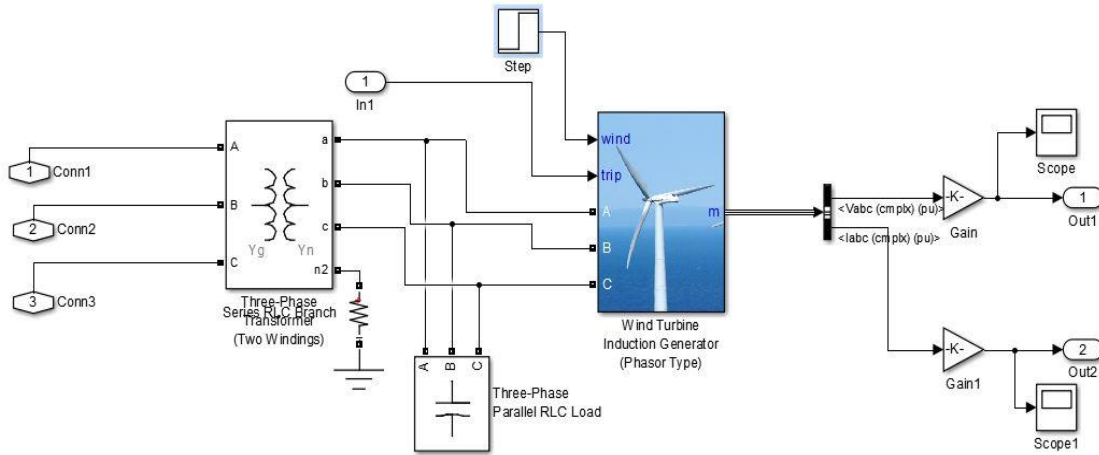 Step
1
In1
1
Conn1
2
Conn2
3
Conn3
A
B
C
a
b
c
n2
Yg
Yn
Three-Phase
Series RLC Branch
Transformer
(Two Windings)
A
B
C
Three-Phase
Parallel RLC Load
wind
trip
A
B
C
m
Wind Turbine
Induction Generator
(Phasor Type)
<Vabc (cmplx) (pu)>
<Iabc (cmplx) (pu)>
-K-
Gain
Scope
1
Out1
-K-
Gain1
2
Out2
Scope1